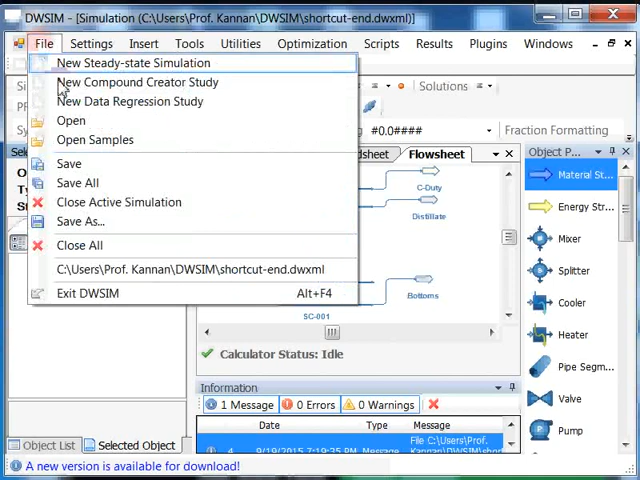 DWSIM - [Simulation (C:\Users\Prof. Kannan\DWSIM\shortcut-end.dwxml)]
File Settings Insert Tools Utilities Optimization Scripts Results Plugins Windows
New Steady-state Simulation
New Compound Creator Study
Solutions
New Data Regression Study
Open
#0.0#### Fraction Formatting
Open Samples
Flowsheet
Object P...
Save
Save All
Close Active Simulation
Save As...
Close All
C:\Users\Prof. Kannan\DWSIM\shortcut-end.dwxml
Exit DWSIM Alt+F4
C-Duty
Distillate
Bottoms
SC-001
Material St...
Energy Str...
Mixer
Splitter
Cooler
Heater
Pipe Segm...
Valve
Pump
Calculator Status: Idle
Information
1 Message 0 Errors 0 Warnings
Date Type Message
File C:\Users\
Prof.
4 9/19/2015 7:19:35 Message Kannan\DWSIM\
Object List Selected Object
A new version is available for download!